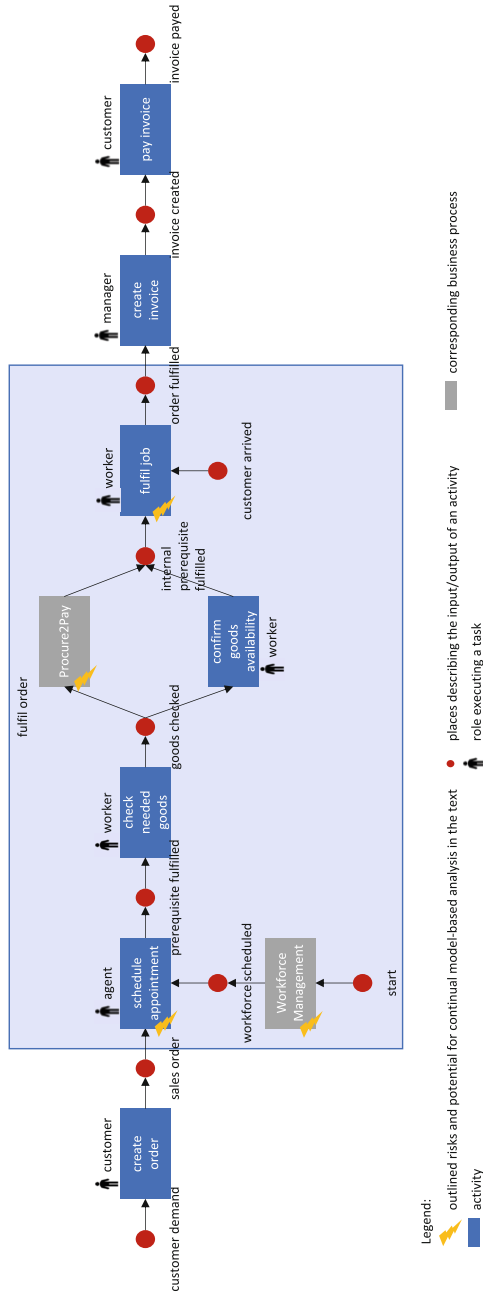 fulfil order
customer
agent
worker
worker
manager
customer
create
order
schedule
appointment
check
needed
goods
Procure2Pay
fulfil job
create
invoice
pay invoice
customer demand
sales order
prerequisite fulfilled
goods checked
internal
prerequisite
fulfilled
order fulfilled
invoice created
invoice payed
workforce scheduled
confirm
goods
availability
worker
customer arrived
Workforce
Management
start
Legend:
outlined risks and potential for continual model-based analysis in the text
places describing the input/output of an activity
corresponding business process
activity
role executing a task